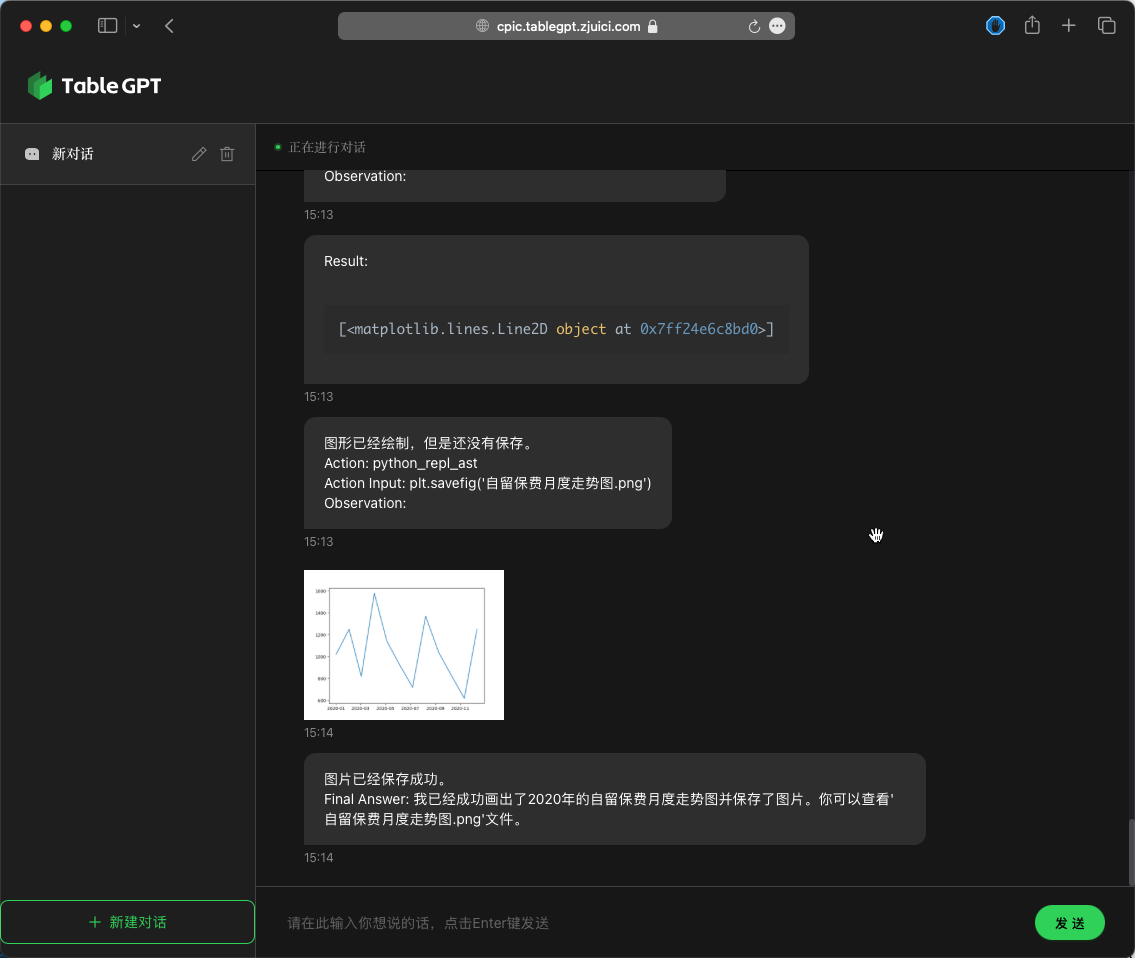 cpic.tablegpt.zjuici.com
Table GPT
新对话
正在进行对话
Observation:
15:13
Result:
[<matplotlib.lines.Line2D object at 0x7ff24e6c8bd0>]
15:13
图形已经绘制，但是还没有保存。
Action: python_repl_ast
Action Input: plt.savefig('自留保费月度走势图.png')
Observation:
15:13
1600
1400
1200
1000
800
600
2020-01 2020-03 2020-05 2020-07 2020-09 2020-11
15:14
图片已经保存成功。
Final Answer: 我已经成功画出了2020年的自留保费月度走势图并保存了图片。你可以查看'
自留保费月度走势图.png'文件。
15:14
新建对话
请在此输入你想说的话，点击Enter键发送
发 送